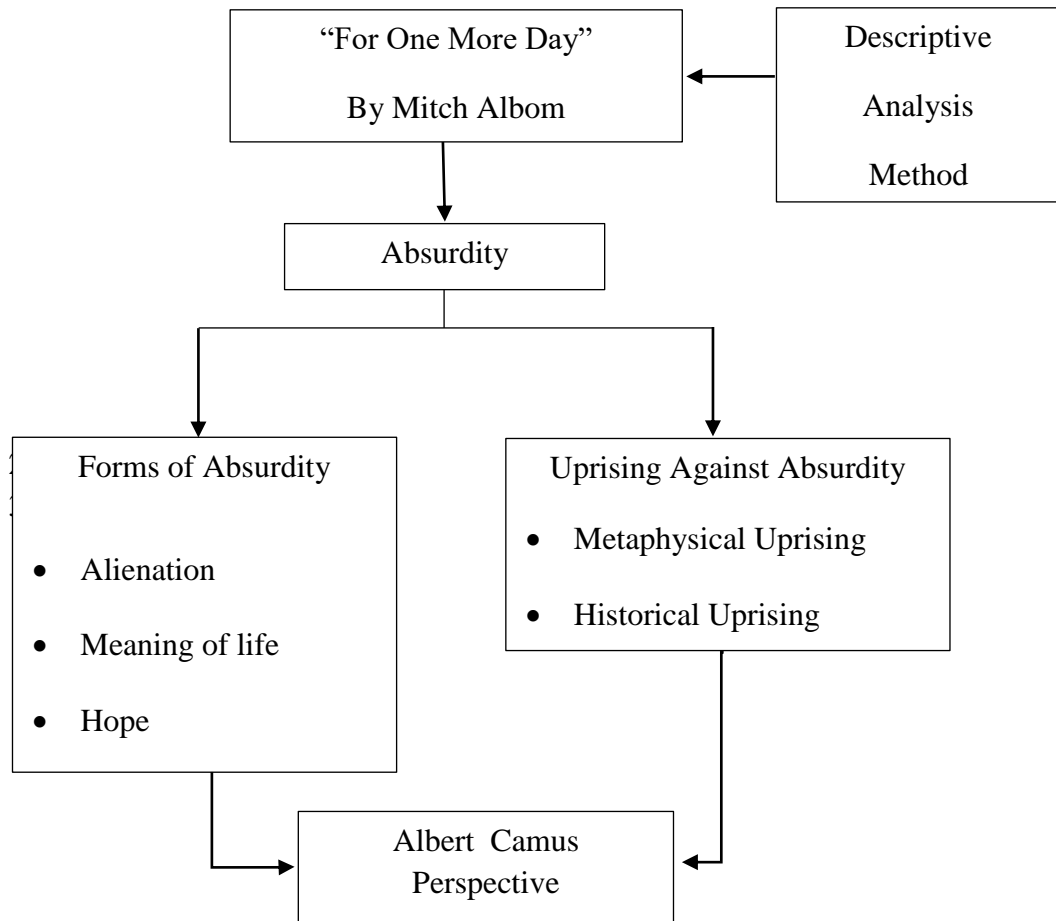 “For One More Day”
By Mitch Albom
Descriptive
Analysis
Method
Absurdity
Forms of Absurdity
• Alienation
• Meaning of life
• Hope
Uprising Against Absurdity
• Metaphysical Uprising
• Historical Uprising
Albert Camus
Perspective